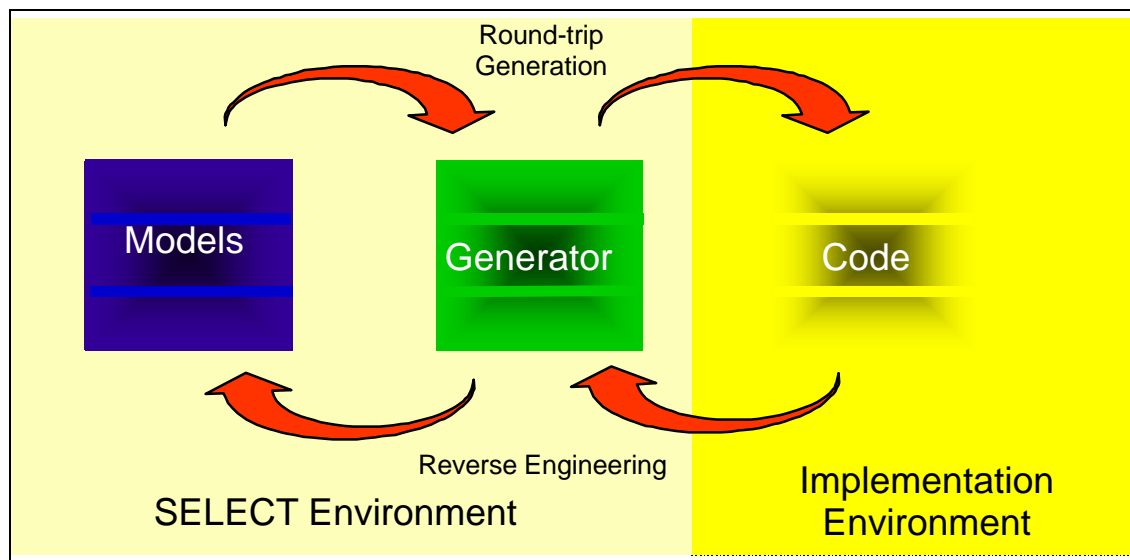 Round-trip
Generation
Models
Generator
Code
Reverse Engineering
SELECT Environment
Implementation
Environment